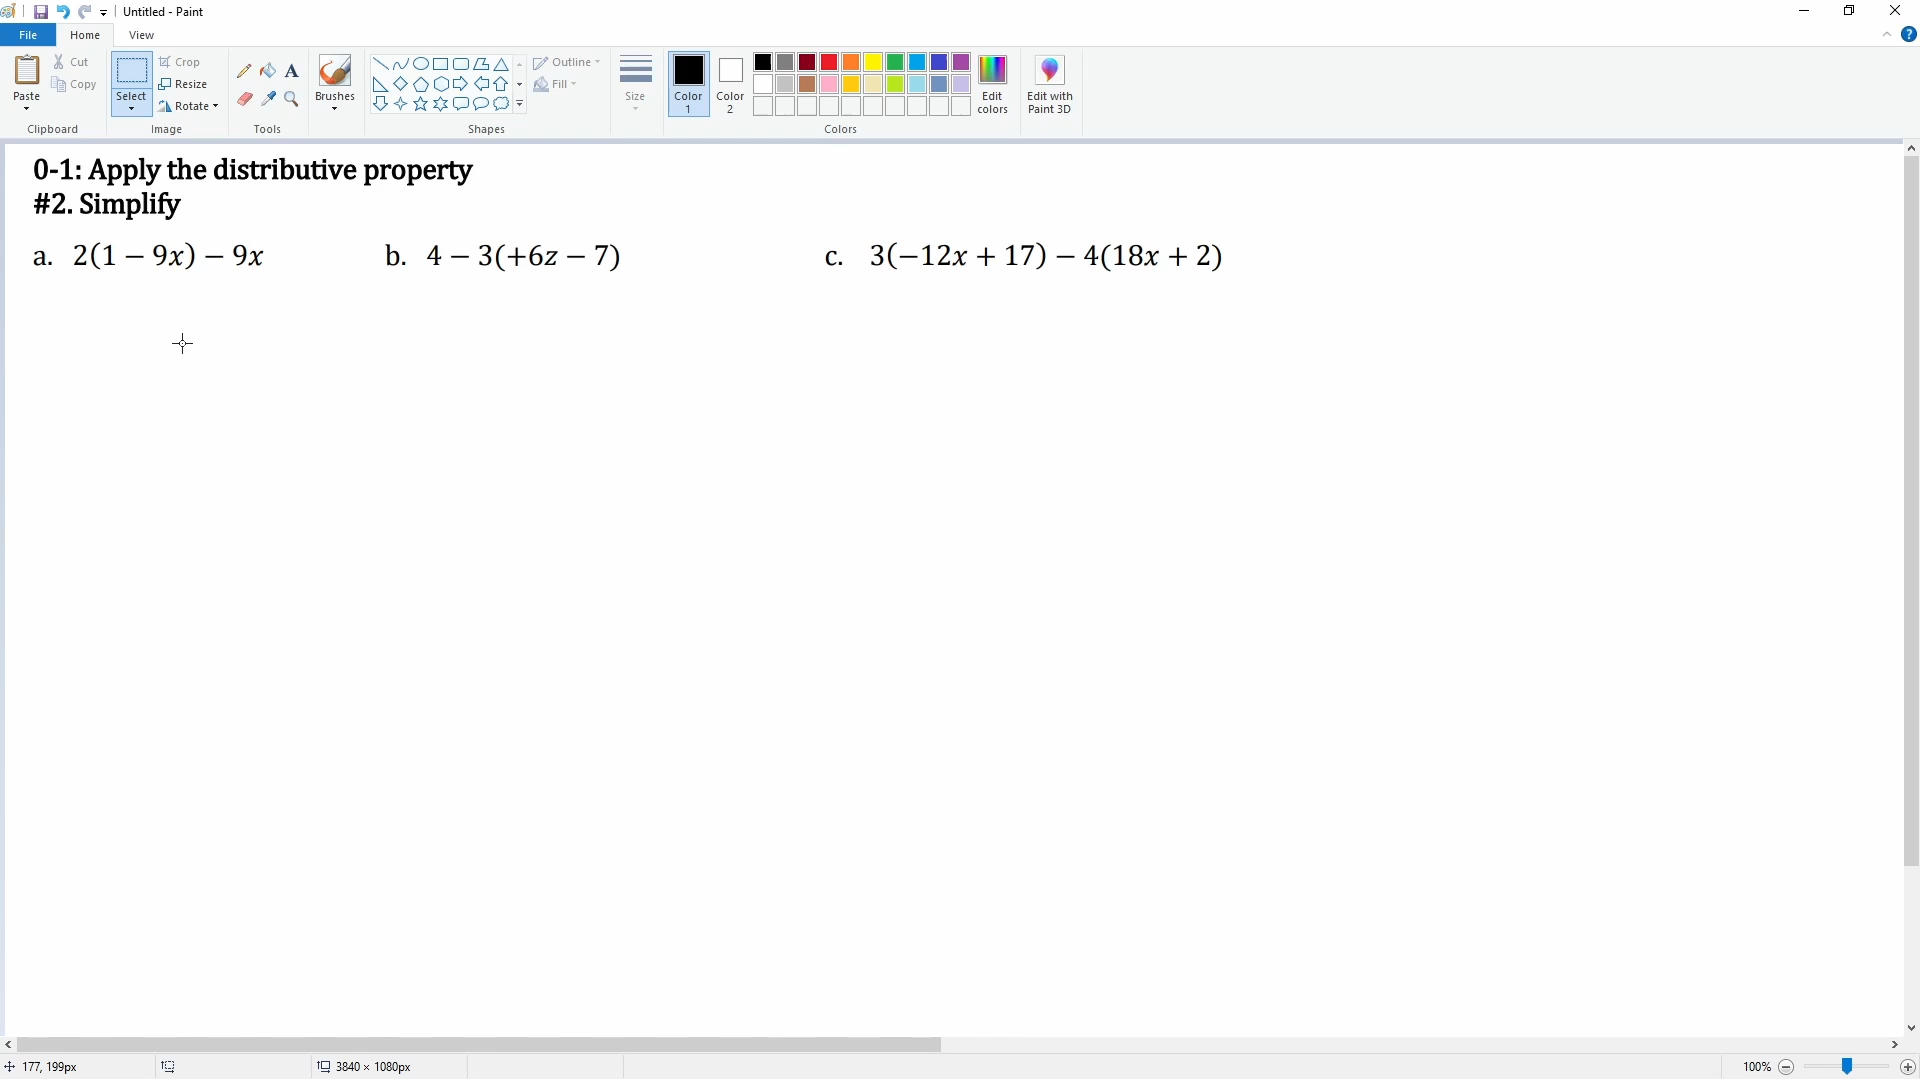 Untitled - Paint
File Home View
Paste Cut Copy Select Crop Resize Rotate Brushes Outline Fill Size Color 1 Color 2 Edit colors Edit with Paint 3D
Clipboard Image Tools Shapes Colors
0-1: Apply the distributive property
#2. Simplify
a. 2(1 − 9x) − 9x b. 4 − 3(+6z − 7) c. 3(−12x + 17) − 4(18x + 2)
177, 199px 3840 × 1080px 100%